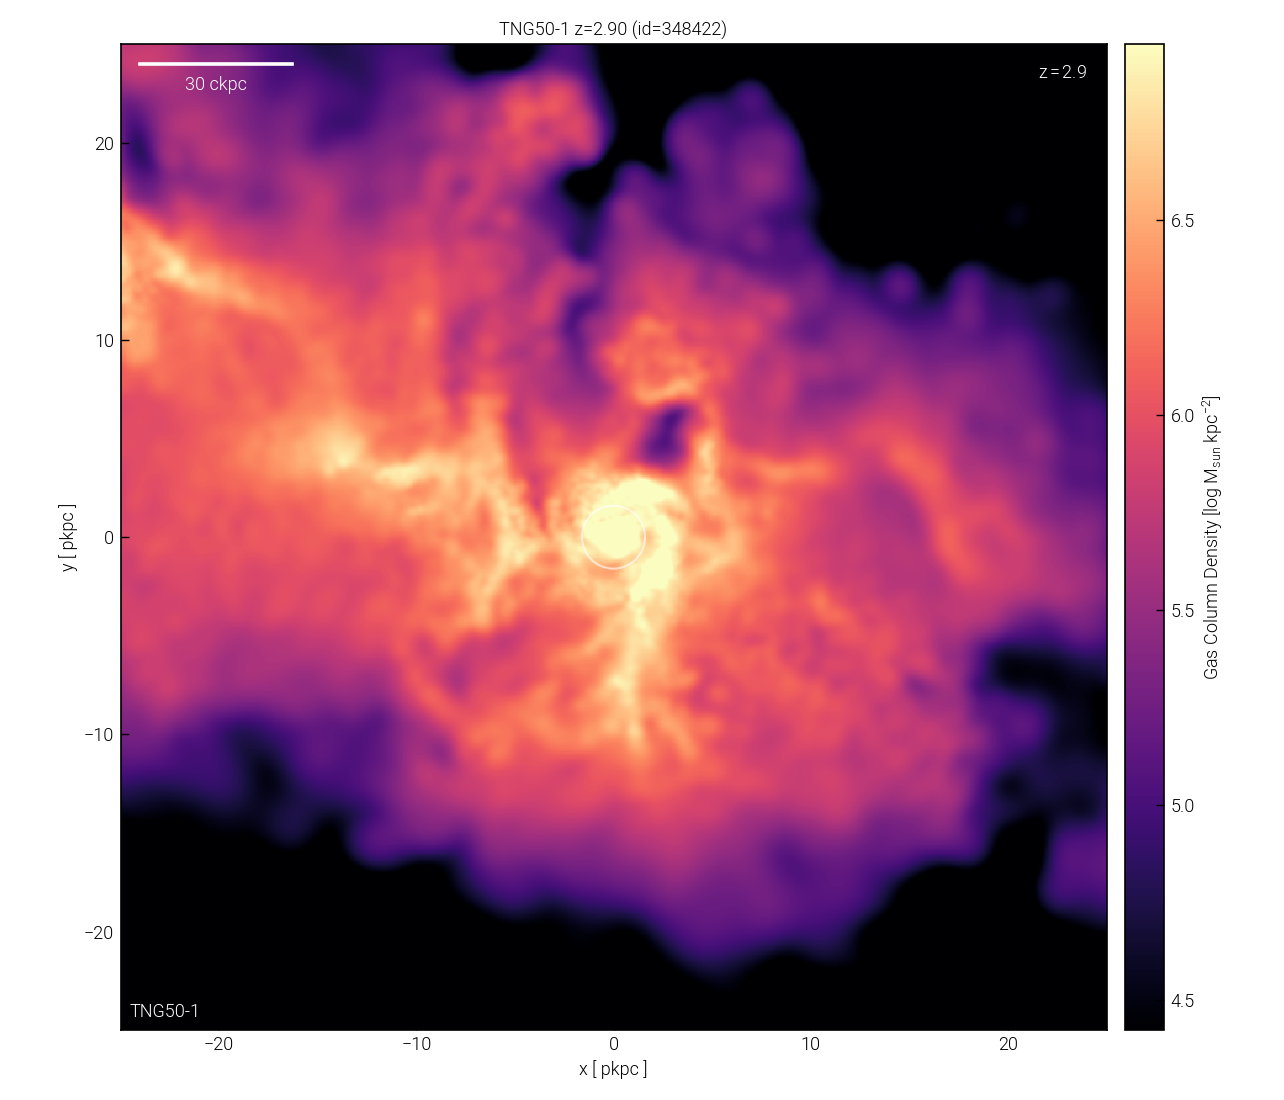 TNG50-1 z=2.90 (id=348422)
30 ckpc
z=2.9
TNG50-1
20
10
0
−10
−20
y [ pkpc ]
−20
−10
0
10
20
x [ pkpc ]
6.5
6.0
5.5
5.0
4.5
Gas Column Density [log M_sun kpc^−2]